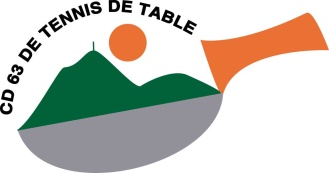 CD 63 DE TENNIS DE TABLE